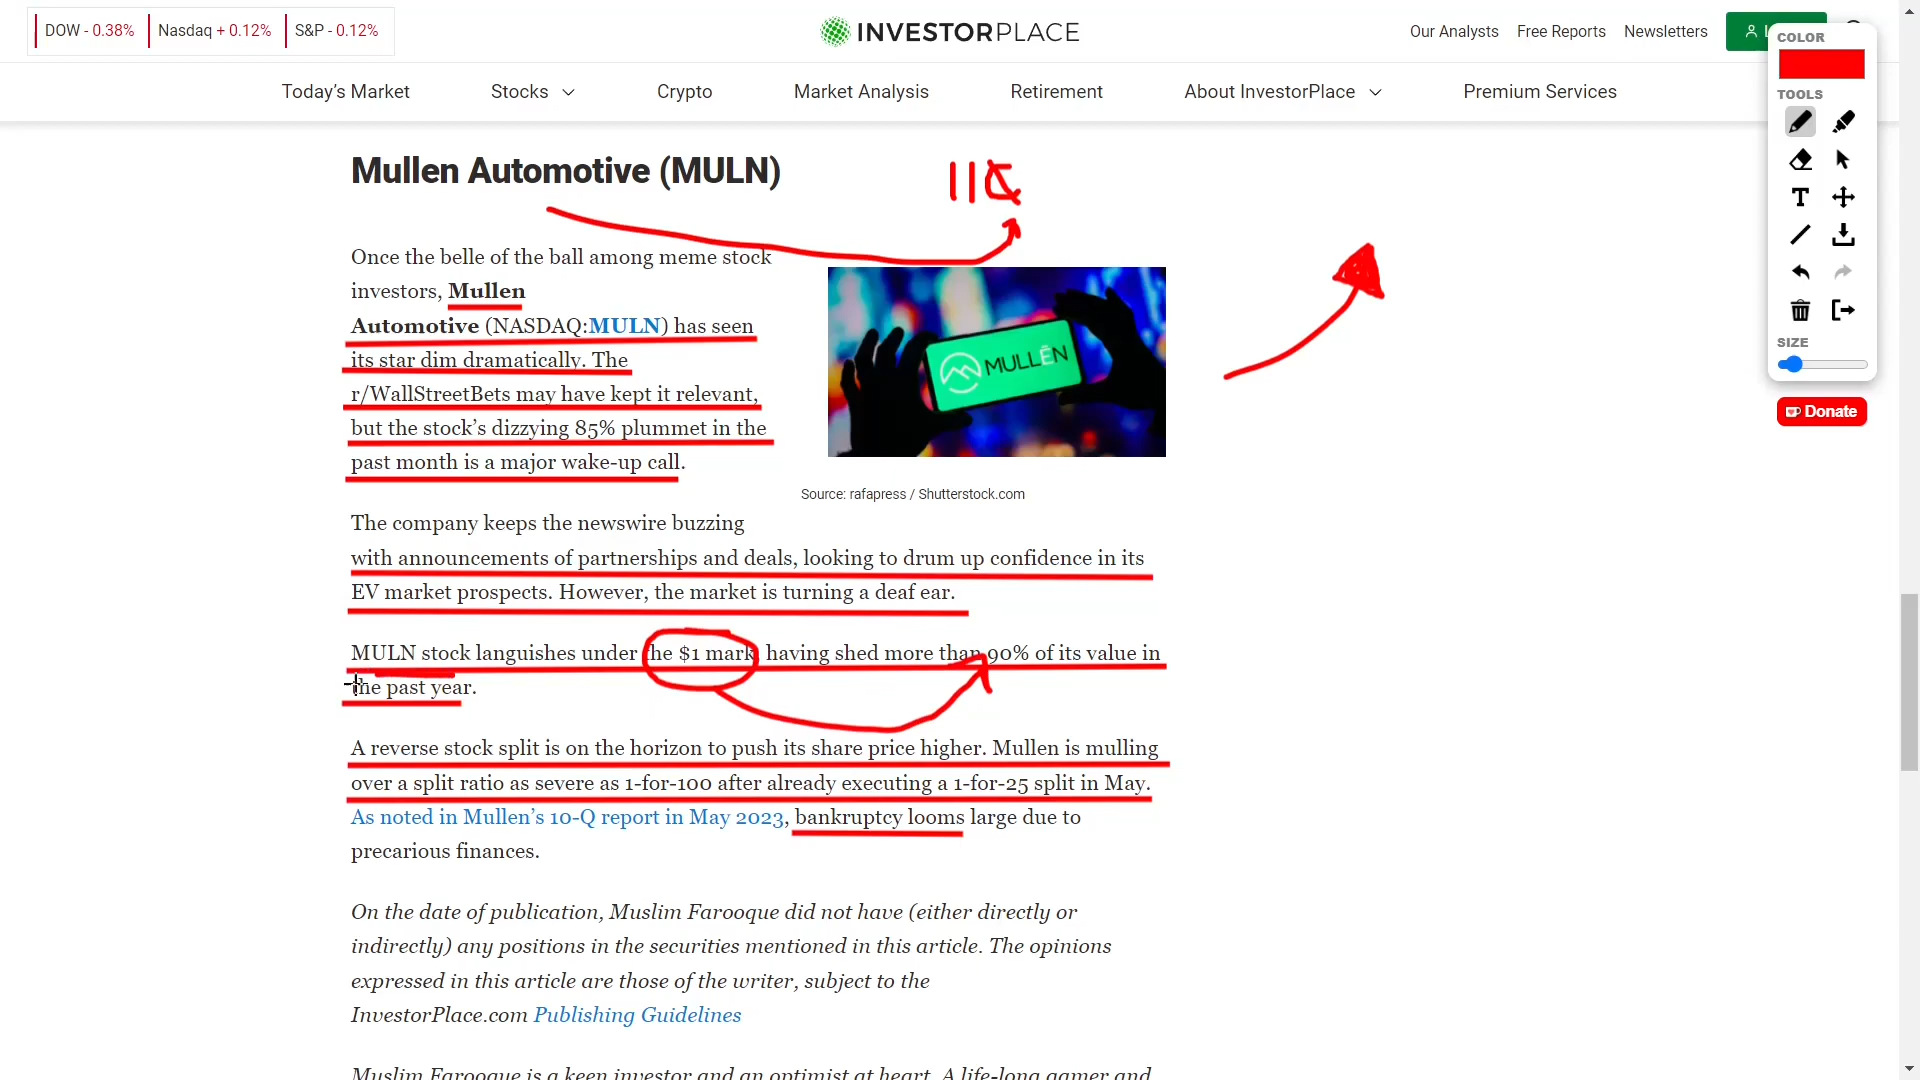 DOW - 0.38% Nasdaq + 0.12% S&P - 0.12%
INVESTORPLACE
Our Analysts Free Reports Newsletters
COLOR
Today’s Market Stocks Crypto Market Analysis Retirement About InvestorPlace Premium Services
TOOLS
Mullen Automotive (MULN)
T
Once the belle of the ball among meme stock
investors, Mullen
Automotive (NASDAQ:MULN) has seen
its star dim dramatically. The
r/WallStreetBets may have kept it relevant,
but the stock’s dizzying 85% plummet in the
past month is a major wake-up call.
MULLĒN
SIZE
Donate
Source: rafapress / Shutterstock.com
The company keeps the newswire buzzing
with announcements of partnerships and deals, looking to drum up confidence in its
EV market prospects. However, the market is turning a deaf ear.
MULN stock languishes under the $1 mark, having shed more than 90% of its value in
the past year.
A reverse stock split is on the horizon to push its share price higher. Mullen is mulling
over a split ratio as severe as 1-for-100 after already executing a 1-for-25 split in May.
As noted in Mullen’s 10-Q report in May 2023, bankruptcy looms large due to
precarious finances.
On the date of publication, Muslim Farooque did not have (either directly or
indirectly) any positions in the securities mentioned in this article. The opinions
expressed in this article are those of the writer, subject to the
InvestorPlace.com Publishing Guidelines
Muslim Farooque is a keen investor and an optimist at heart. A life-long gamer and